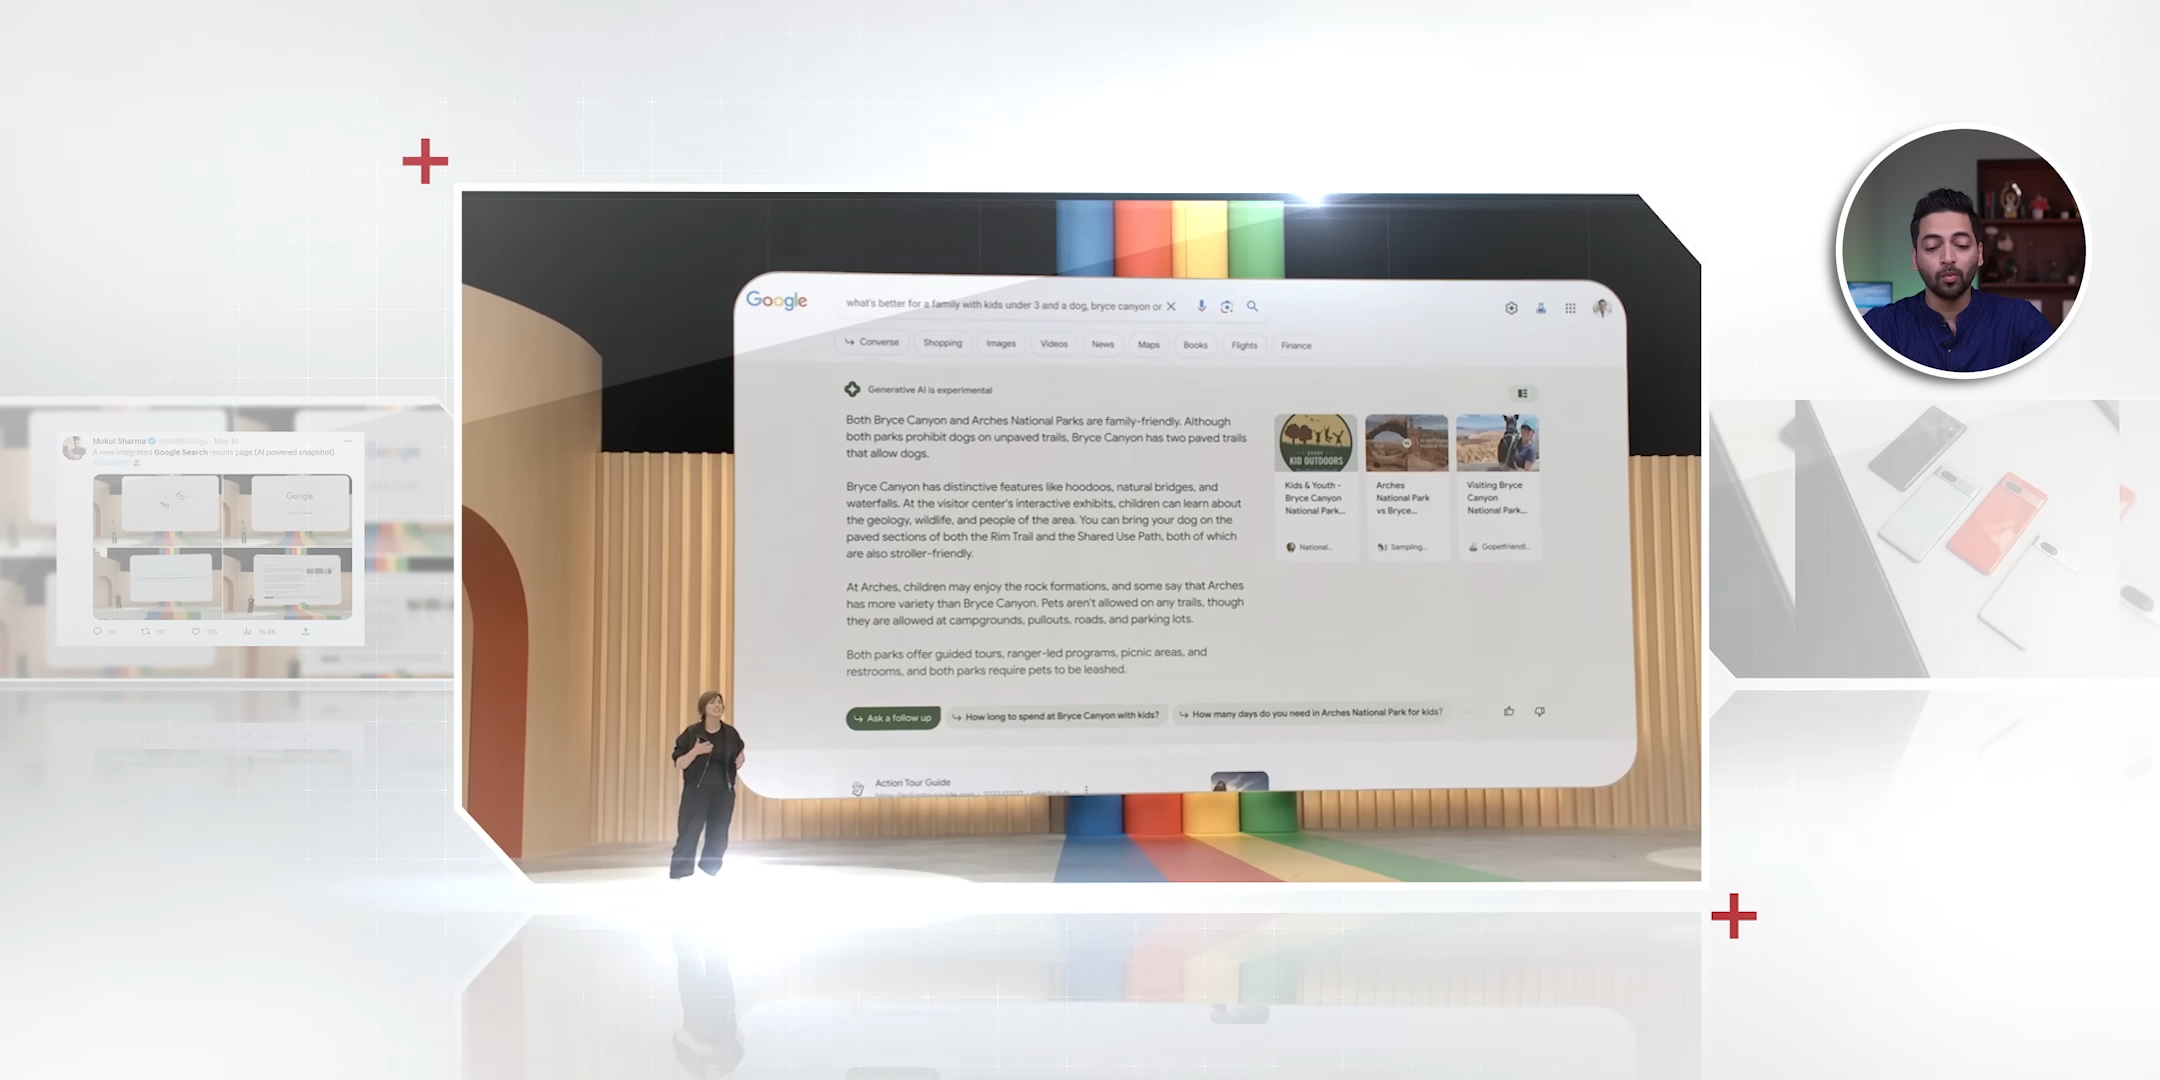 Mukul Sharma
May 10
A new integrated Google Search results page (AI powered snapshot)
Google
Google
what's better for a family with kids under 3 and a dog, bryce canyon or
Converse
Shopping
Images
Videos
News
Maps
Books
Flights
Finance
Generative AI is experimental
Both Bryce Canyon and Arches National Parks are family-friendly. Although
both parks prohibit dogs on unpaved trails, Bryce Canyon has two paved trails
that allow dogs.
Bryce Canyon has distinctive features like hoodoos, natural bridges, and
waterfalls. At the visitor center's interactive exhibits, children can learn about
the geology, wildlife, and people of the area. You can bring your dog on the
paved sections of both the Rim Trail and the Shared Use Path, both of which
are also stroller-friendly.
At Arches, children may enjoy the rock formations, and some say that Arches
has more variety than Bryce Canyon. Pets aren't allowed on any trails, though
they are allowed at campgrounds, pullouts, roads, and parking lots.
Both parks offer guided tours, ranger-led programs, picnic areas, and
restrooms, and both parks require pets to be leashed.
KID OUTDOORS
Kids & Youth -
Bryce Canyon
National Park...
National...
Arches
National Park
vs Bryce...
Sampling...
Visiting Bryce
Canyon
National Park...
Gopetfriendl...
Ask a follow up
How long to spend at Bryce Canyon with kids?
How many days do you need in Arches National Park for kids?
Action Tour Guide